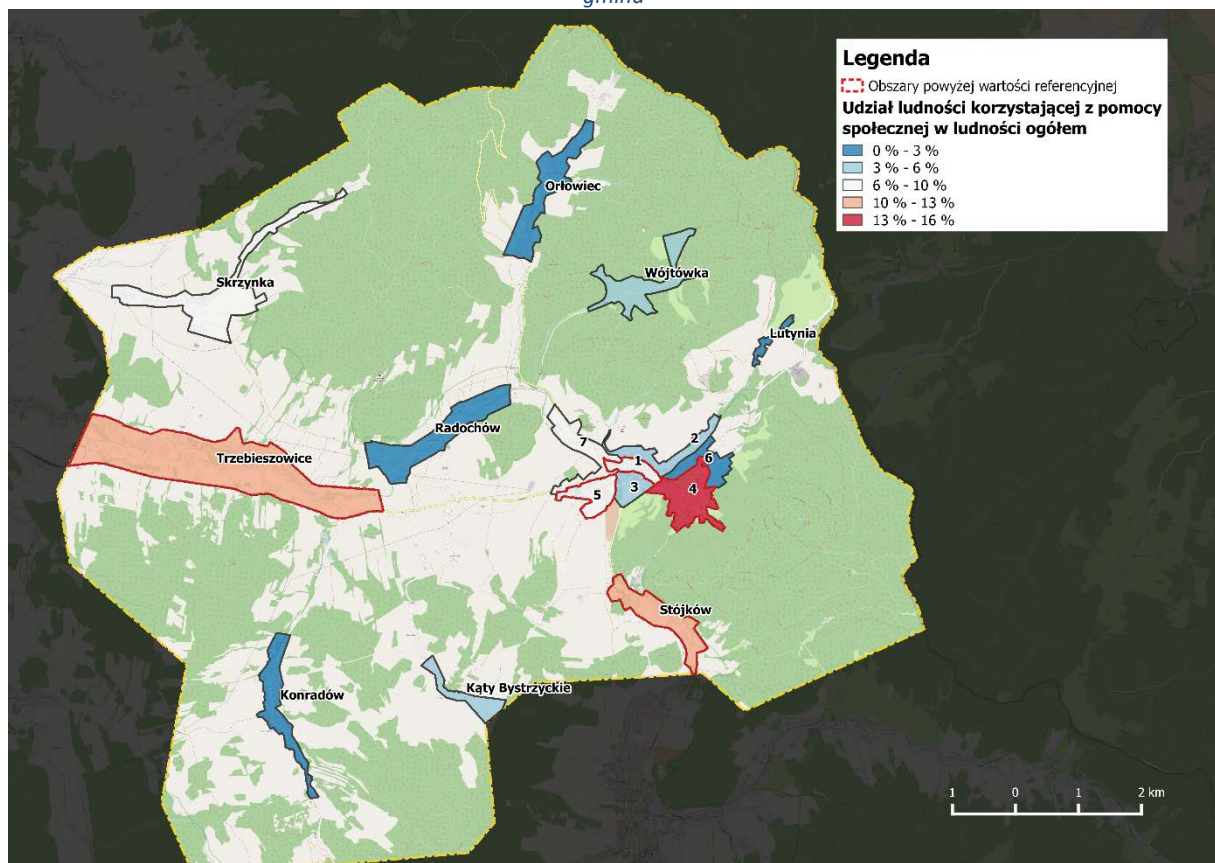 gmina
Legenda
Obszary powyżej wartości referencyjnej
Udział ludności korzystającej z pomocy
społecznej w ludności ogółem
0 % - 3 %
3 % - 6 %
6 % - 10 %
10 % - 13 %
13 % - 16 %
Orłowiec
Wójtówka
Skrzynka
Lutynia
Radochów
7
2
Trzebieszowice
1
6
3
4
5
Stójków
Kąty Bystrzyckie
Konradów
1 0 1 2 km